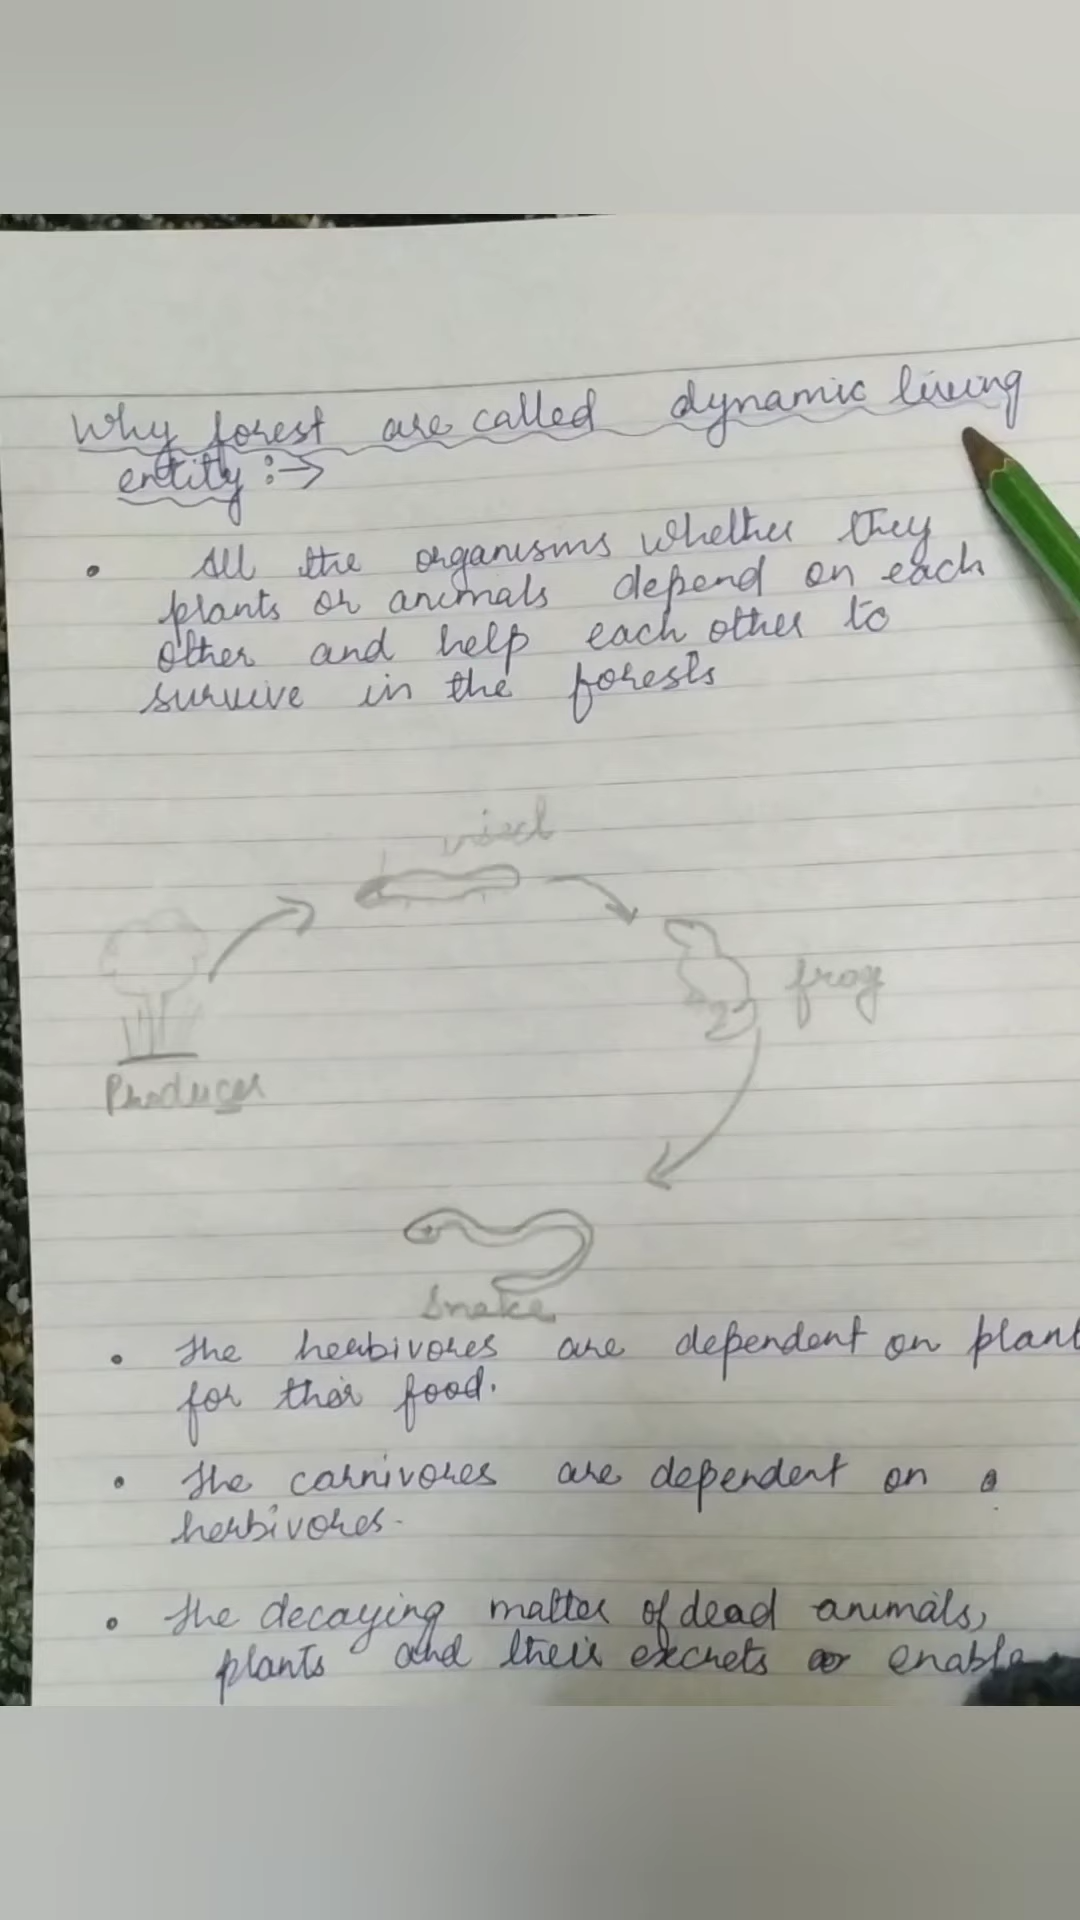 Why forest are called dynamic living
entity :→
• All the organisms whether they
plants or animals depend on each
other and help each other to
survive in the forests
insect
frog
Producer
Snake
• The herbivores are dependent on plant
for their food.
• The carnivores are dependent on
herbivores.
• The decaying matter of dead animals,
plants and their excrets enable